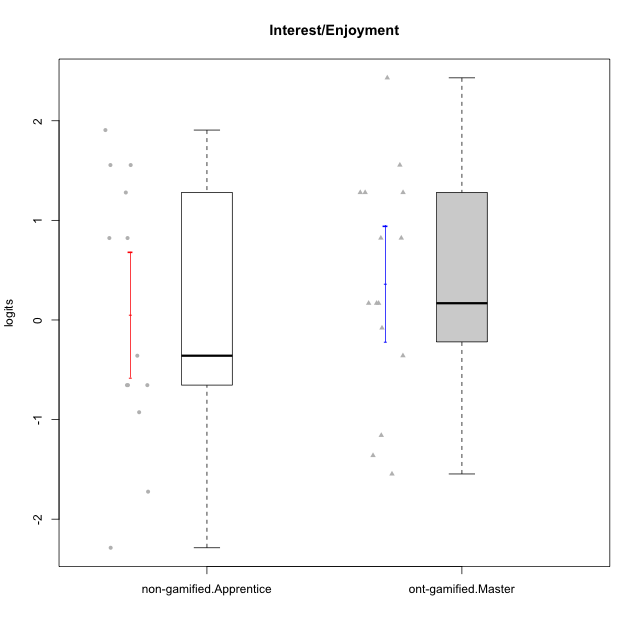 Interest/Enjoyment
logits
2
1
0
-1
-2
non-gamified.Apprentice
ont-gamified.Master